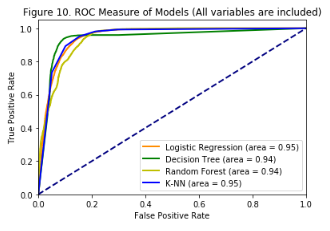 Figure 10. ROC Measure of Models (All variables are included)
1.0
0.8
0.6
0.4
0.2
0.0
True Positive Rate
Logistic Regression (area = 0.95)
Decision Tree (area = 0.94)
Random Forest (area = 0.94)
K-NN (area = 0.95)
0.0 0.2 0.4 0.6 0.8 1.0
False Positive Rate